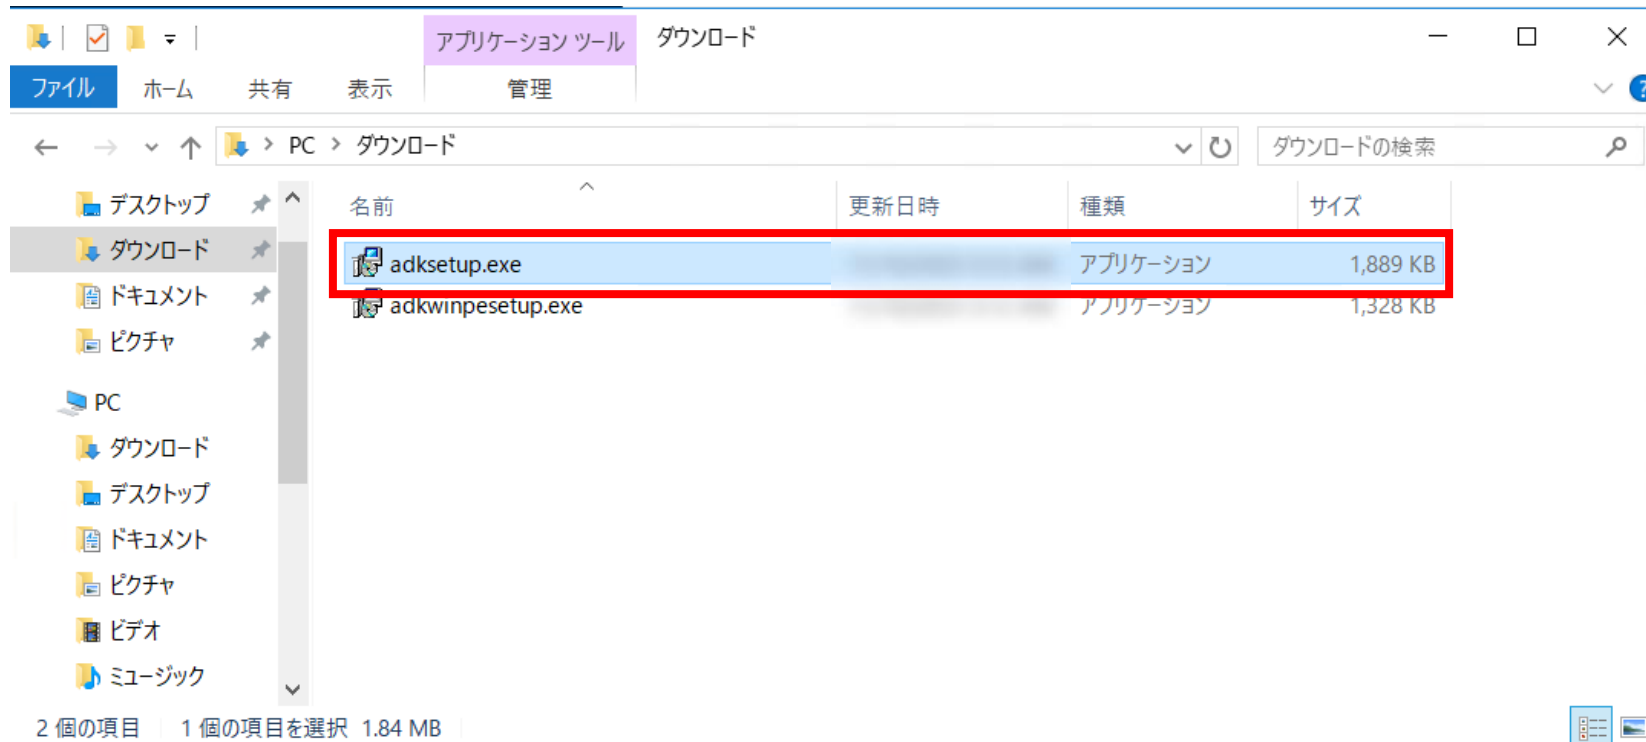 アプリケーション ツール ダウンロード
ファイル ホーム 共有 表示 管理
PC ダウンロード ダウンロードの検索
名前 更新日時 種類 サイズ
adksetup.exe アプリケーション 1,889 KB
adkwinpesetup.exe アプリケーション 1,328 KB
デスクトップ
ダウンロード
ドキュメント
ピクチャ
PC
ダウンロード
デスクトップ
ドキュメント
ピクチャ
ビデオ
ミュージック
2 個の項目 1 個の項目を選択 1.84 MB